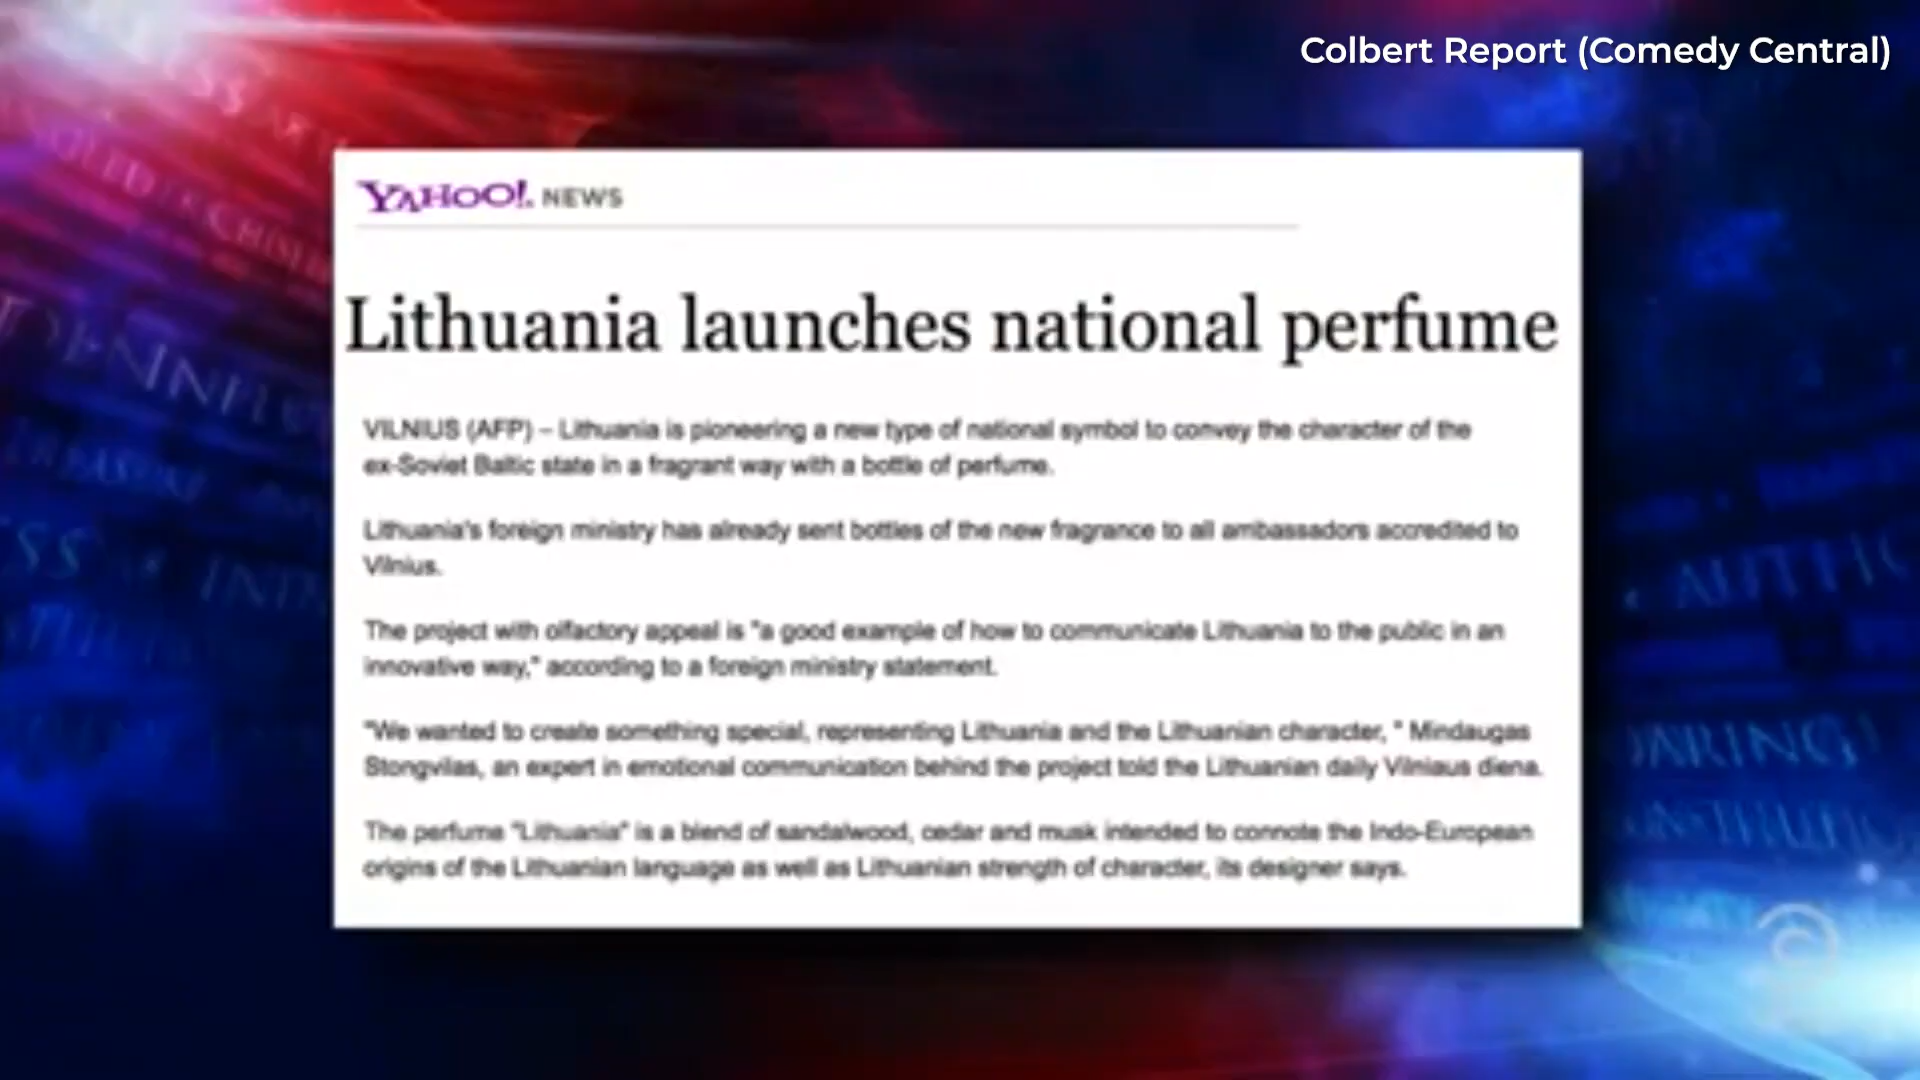 Colbert Report (Comedy Central)
YAHOO! NEWS
Lithuania launches national perfume
VILNIUS (AFP) – Lithuania is pioneering a new type of national symbol to convey the character of the
ex-Soviet Baltic state in a fragrant way with a bottle of perfume.
Lithuania's foreign ministry has already sent bottles of the new fragrance to all ambassadors accredited to
Vilnius.
The project with olfactory appeal is "a good example of how to communicate Lithuania to the public in an
innovative way," according to a foreign ministry statement.
"We wanted to create something special, representing Lithuania and the Lithuanian character, " Mindaugas
Stongvilas, an expert in emotional communication behind the project told the Lithuanian daily Vilniaus diena.
The perfume "Lithuania" is a blend of sandalwood, cedar and musk intended to connote the Indo-European
origins of the Lithuanian language as well as Lithuanian strength of character, its designer says.